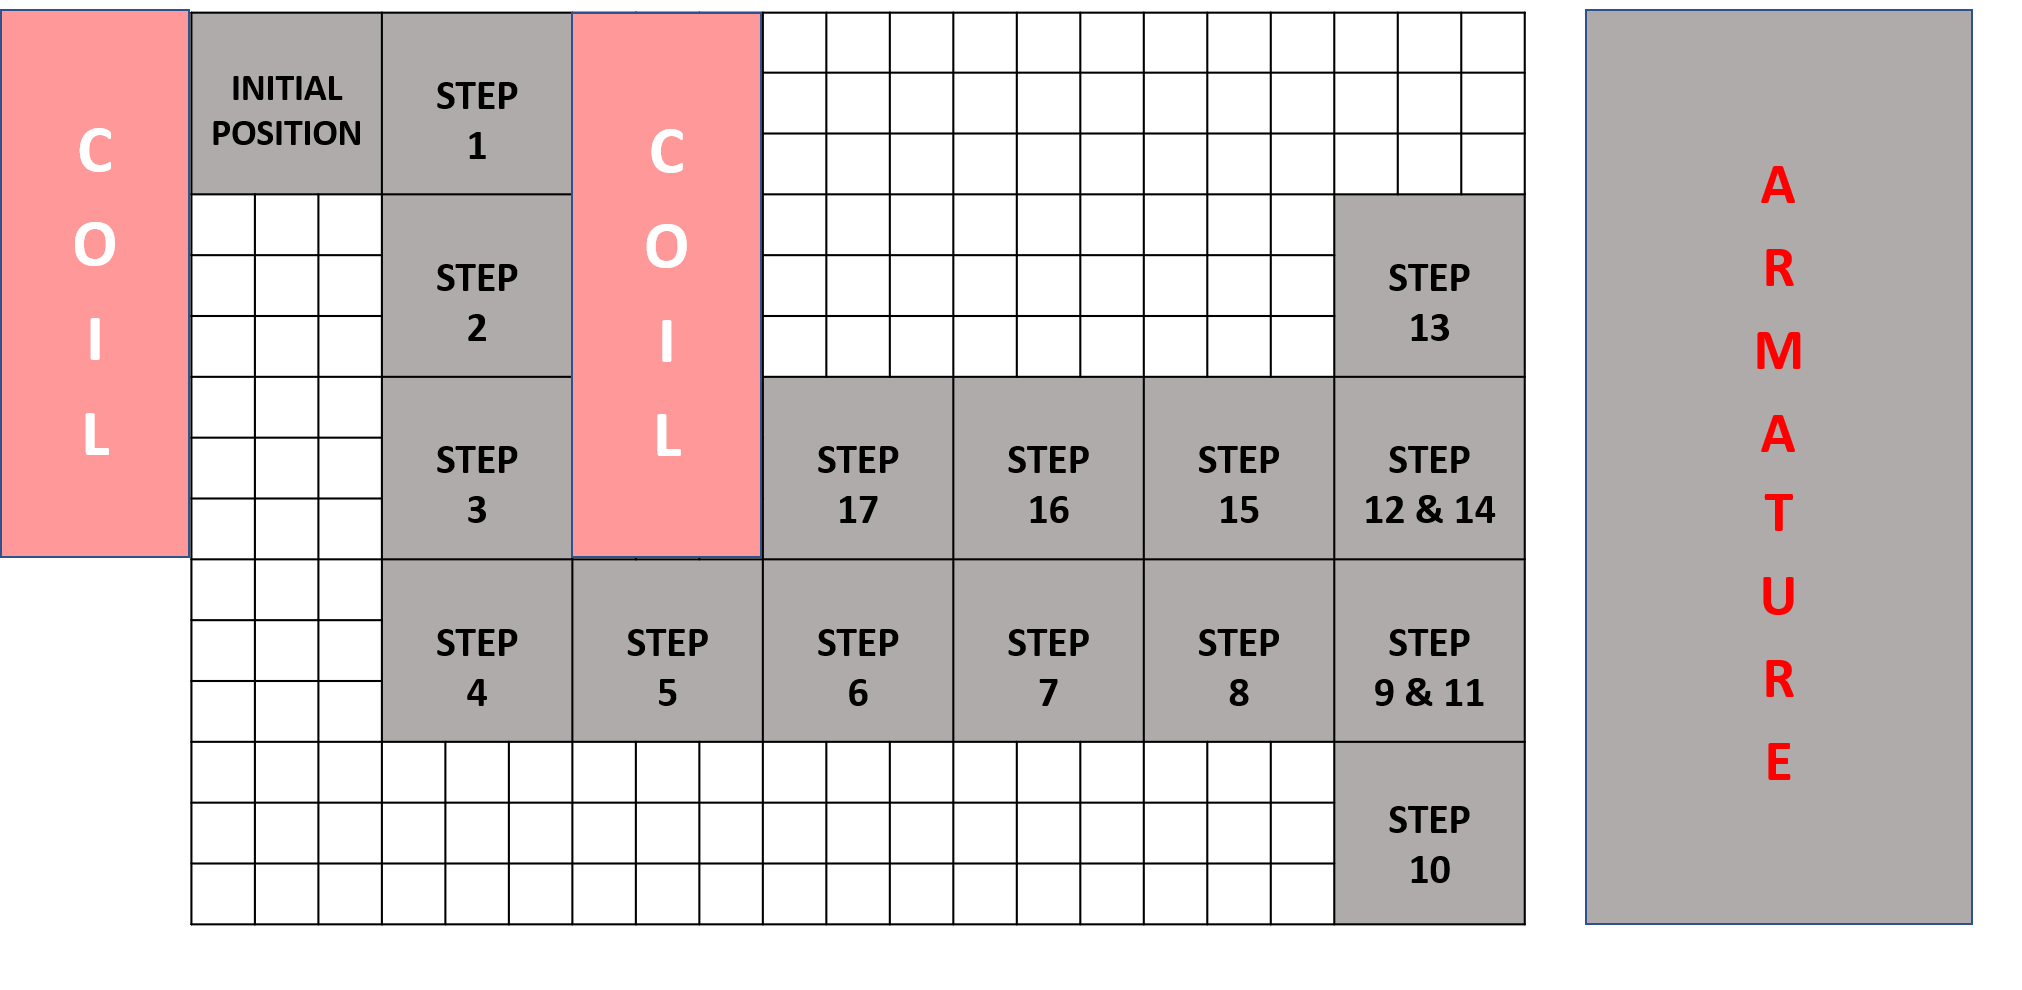 COIL
INITIAL
POSITION
STEP
1
COIL
STEP
2
STEP
13
STEP
3
STEP
17
STEP
16
STEP
15
STEP
12 & 14
STEP
4
STEP
5
STEP
6
STEP
7
STEP
8
STEP
9 & 11
STEP
10
ARMATURE